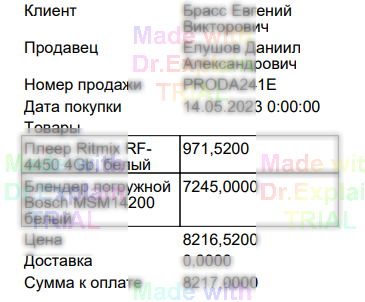 Клиент Брасс Евгений
Викторович
Продавец Елушов Даниил
Александрович
Номер продажи PRODA241E
Дата покупки 14.05.2023 0:00:00
Товары
Плеер Ritmix RF- 971,5200
4450 4Gb, белый
Блендер погружной 7245,0000
Bosch MSM14200
белый
Цена 8216,5200
Доставка 0,0000
Сумма к оплате 8217,0000
Made with
Dr.Explain
TRIAL
Made with
Dr.Explain
TRIAL
Made with